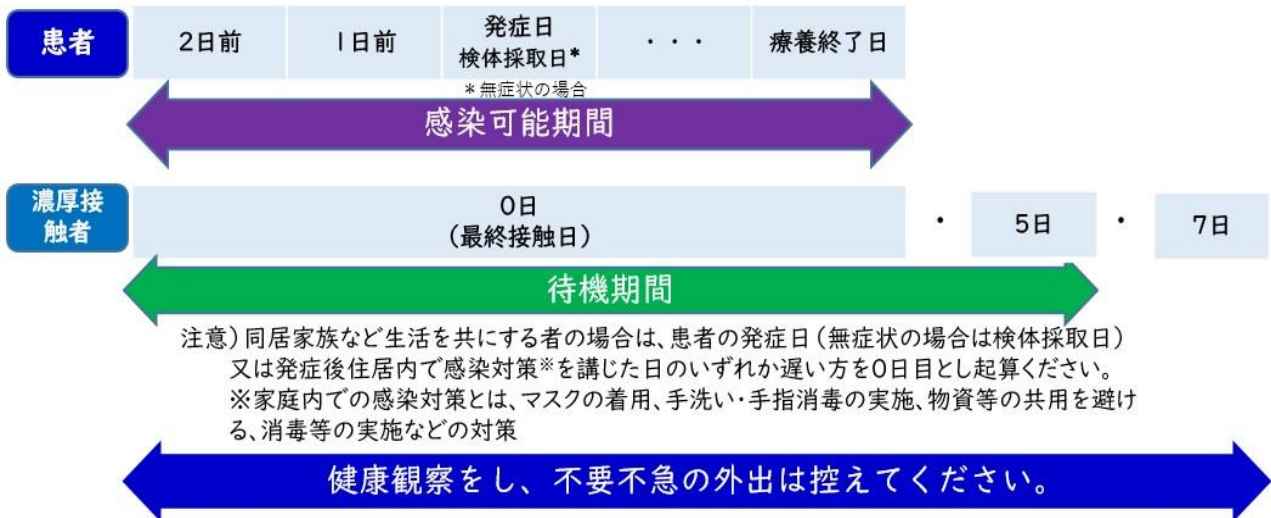 患者
2日前
1日前
発症日
検体採取日*
・・・
療養終了日
*無症状の場合
感染可能期間
濃厚接
触者
0日
(最終接触日)
・
5日
・
7日
待機期間
注意)同居家族など生活を共にする者の場合は、患者の発症日(無症状の場合は検体採取日)
又は発症後住居内で感染対策※を講じた日のいずれか遅い方を0日目とし起算ください。
※家庭内での感染対策とは、マスクの着用、手洗い・手指消毒の実施、物資等の共用を避け
る、消毒等の実施などの対策
健康観察をし、不要不急の外出は控えてください。